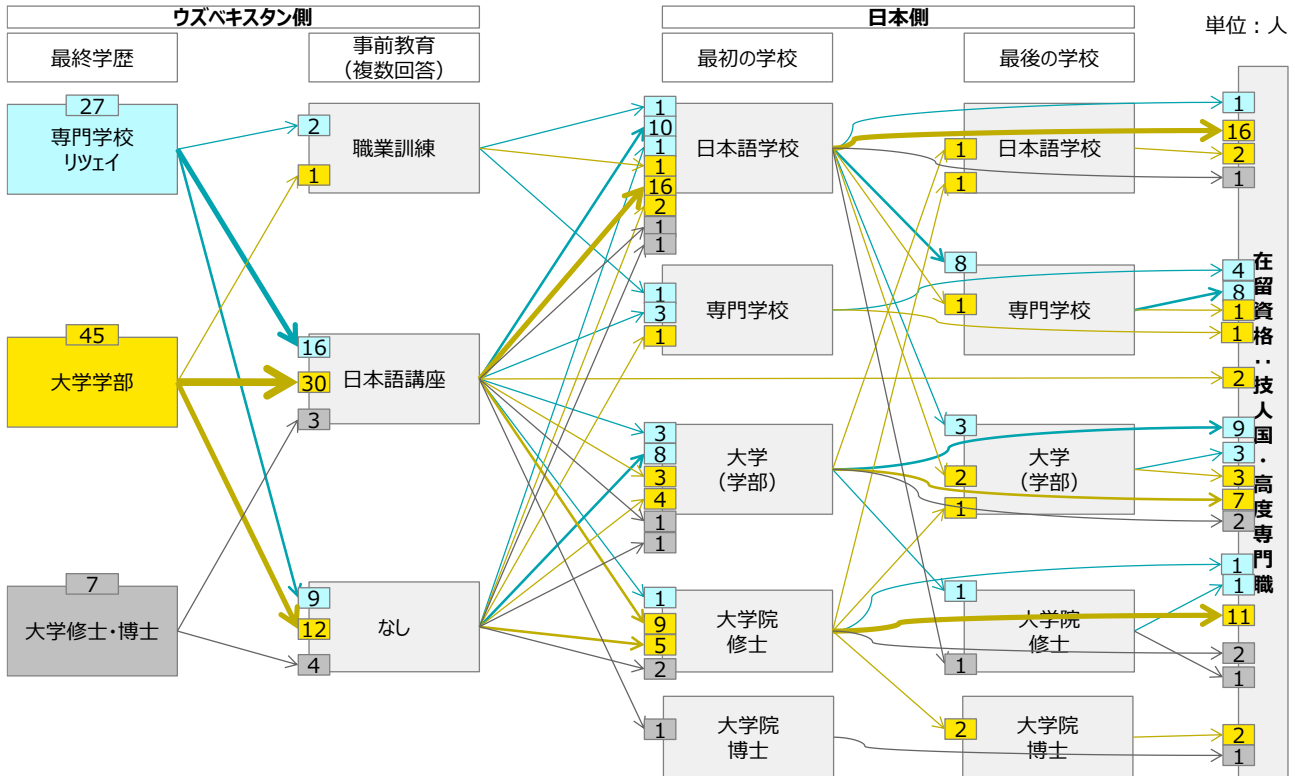 ウズベキスタン側
日本側
単位：人
最終学歴
事前教育
（複数回答）
最初の学校
最後の学校
27
専門学校
リツェイ
45
大学学部
7
大学修士・博士
2
1
職業訓練
16
30
3
日本語講座
9
12
4
なし
1
10
1
1
16
2
1
1
日本語学校
1
3
1
専門学校
3
8
3
4
1
1
大学
（学部）
1
9
5
2
大学院
修士
1
大学院
博士
1
1
日本語学校
8
1
専門学校
3
2
1
大学
（学部）
1
1
大学院
修士
2
大学院
博士
1
16
2
1
4
8
1
1
2
9
3
3
7
2
1
1
11
2
1
2
1
在留資格：技人国・高度専門職